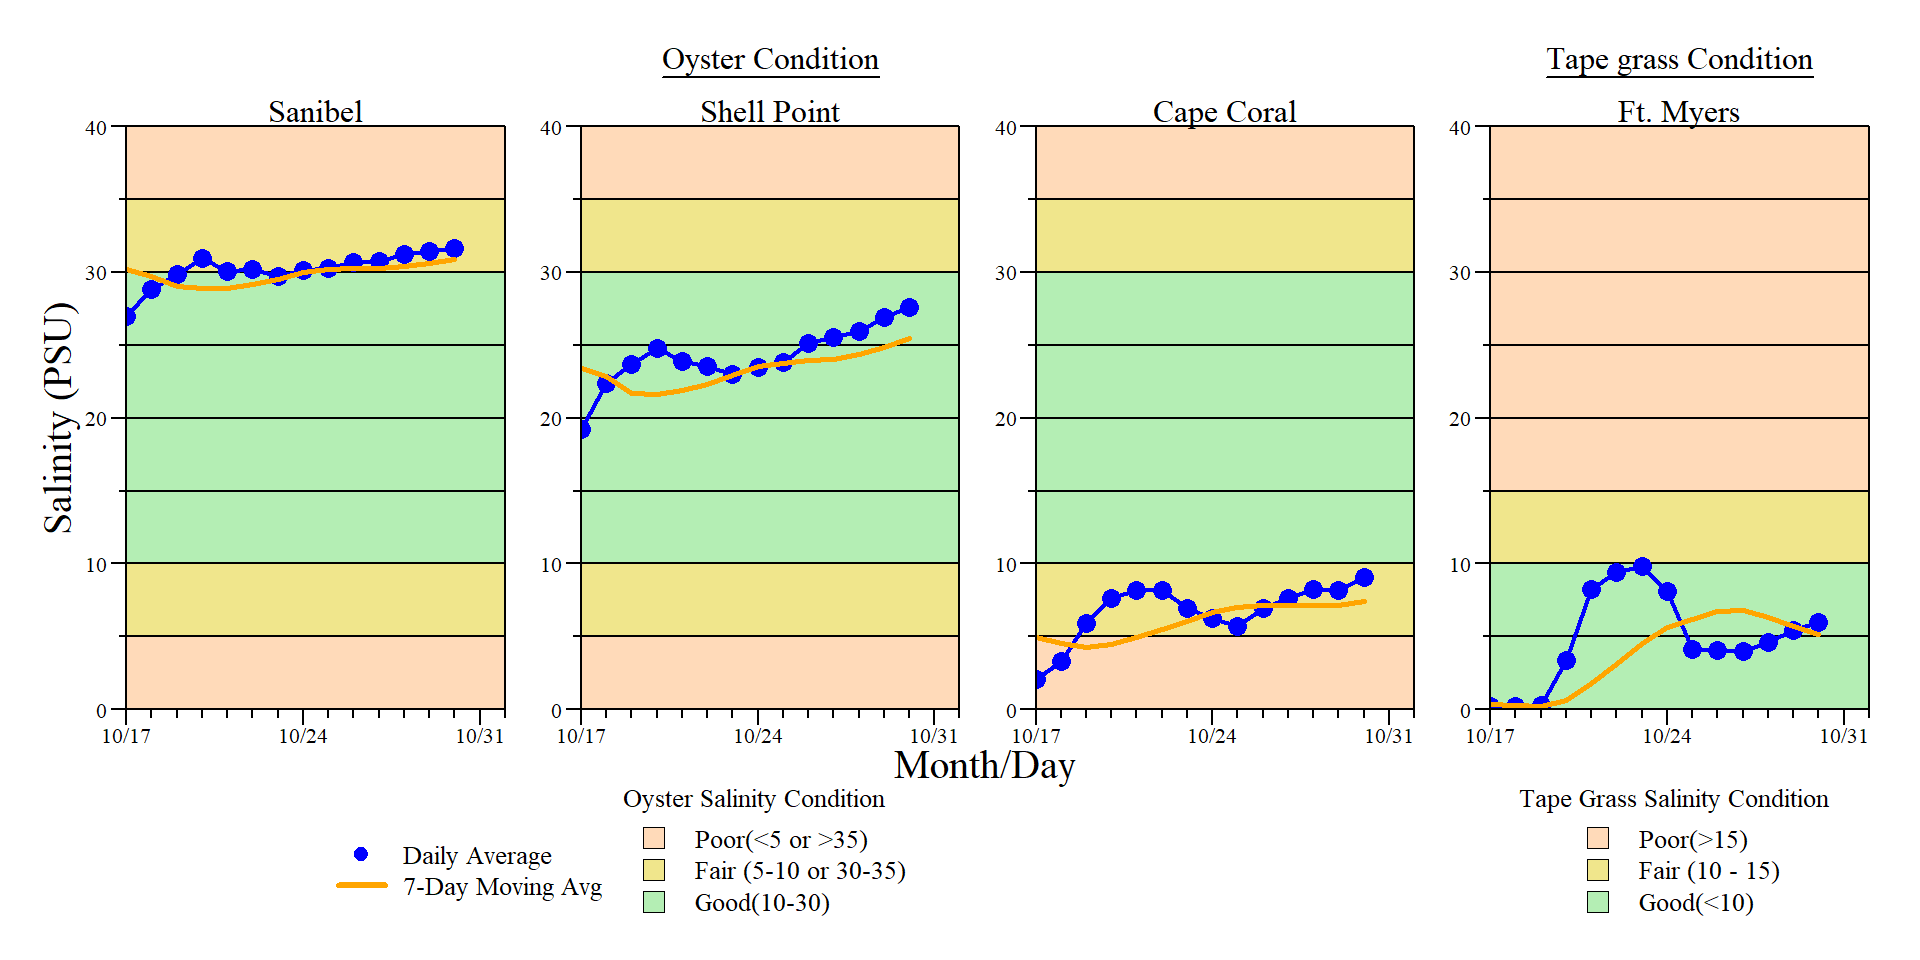 Oyster Condition
Tape grass Condition
Sanibel
Shell Point
Cape Coral
Ft. Myers
Salinity (PSU)
40
30
20
10
0
10/17
10/24
10/31
40
30
20
10
0
10/17
10/24
10/31
40
30
20
10
0
10/17
10/24
10/31
40
30
20
10
0
10/17
10/24
10/31
Month/Day
Daily Average
7-Day Moving Avg
Oyster Salinity Condition
Poor(<5 or >35)
Fair (5-10 or 30-35)
Good(10-30)
Tape Grass Salinity Condition
Poor(>15)
Fair (10 - 15)
Good(<10)